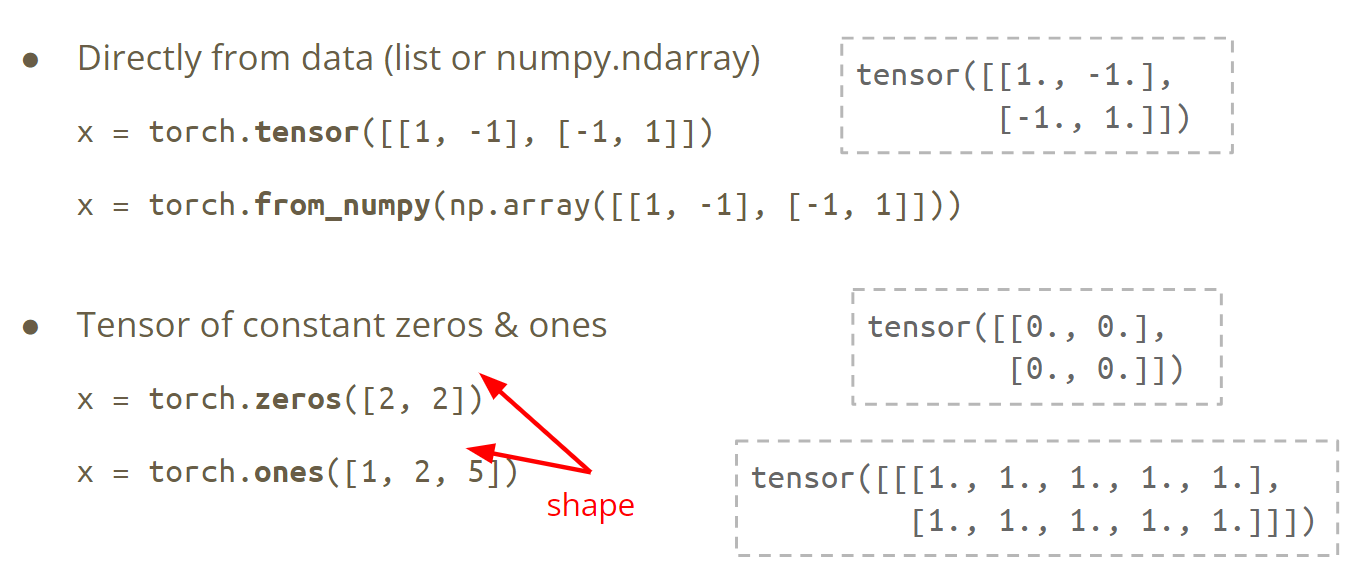 ● Directly from data (list or numpy.ndarray)
x = torch.tensor([[1, -1], [-1, 1]])
x = torch.from_numpy(np.array([[1, -1], [-1, 1]]))
tensor([[1., -1.],
[-1., 1.]])
● Tensor of constant zeros & ones
x = torch.zeros([2, 2])
x = torch.ones([1, 2, 5])
shape
tensor([[0., 0.],
[0., 0.]])
tensor([[[1., 1., 1., 1., 1.],
[1., 1., 1., 1., 1.]]])